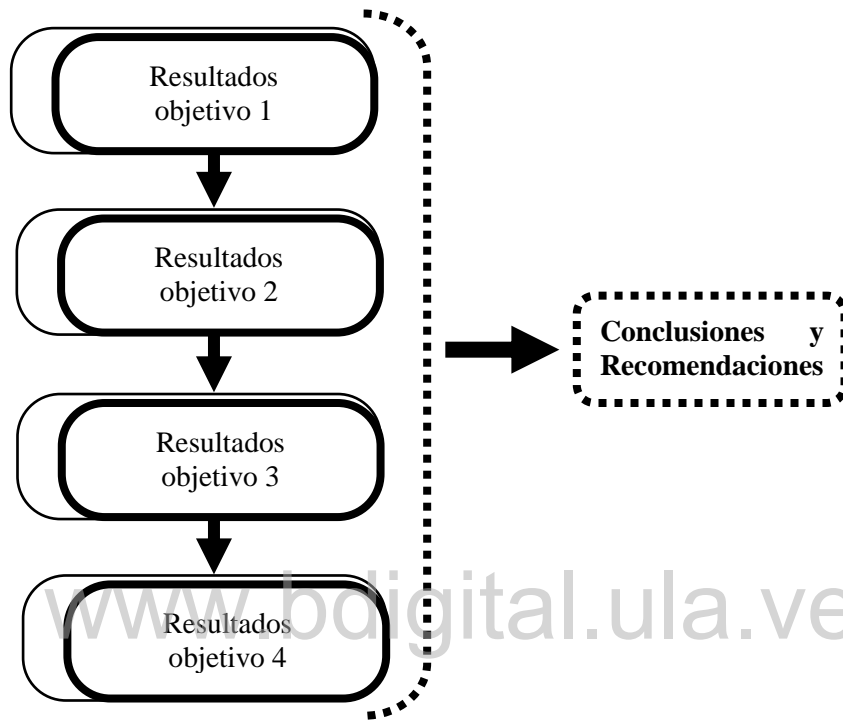 Resultados
objetivo 1
Resultados
objetivo 2
Conclusiones y
Recomendaciones
Resultados
objetivo 3
Resultados
objetivo 4
www.bdigital.ula.ve